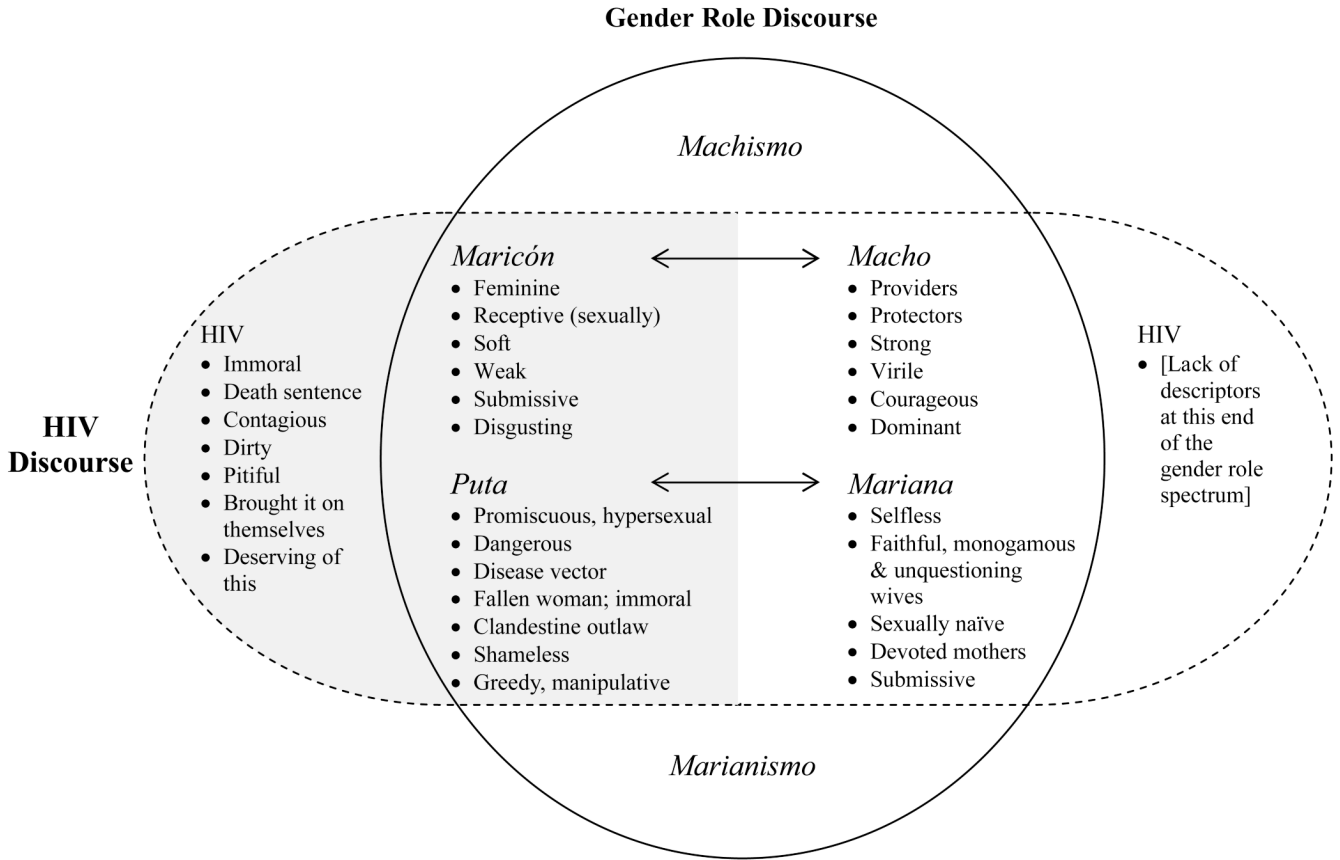 Gender Role Discourse
Machismo
HIV
Discourse
HIV
• Immoral
• Death sentence
• Contagious
• Dirty
• Pitiful
• Brought it on
themselves
• Deserving of
this
Maricón
• Feminine
• Receptive (sexually)
• Soft
• Weak
• Submissive
• Disgusting
Macho
• Providers
• Protectors
• Strong
• Virile
• Courageous
• Dominant
Puta
• Promiscuous, hypersexual
• Dangerous
• Disease vector
• Fallen woman; immoral
• Clandestine outlaw
• Shameless
• Greedy, manipulative
Mariana
• Selfless
• Faithful, monogamous
& unquestioning
wives
• Sexually naïve
• Devoted mothers
• Submissive
HIV
• [Lack of
descriptors
at this end
of the
gender role
spectrum]
Marianismo